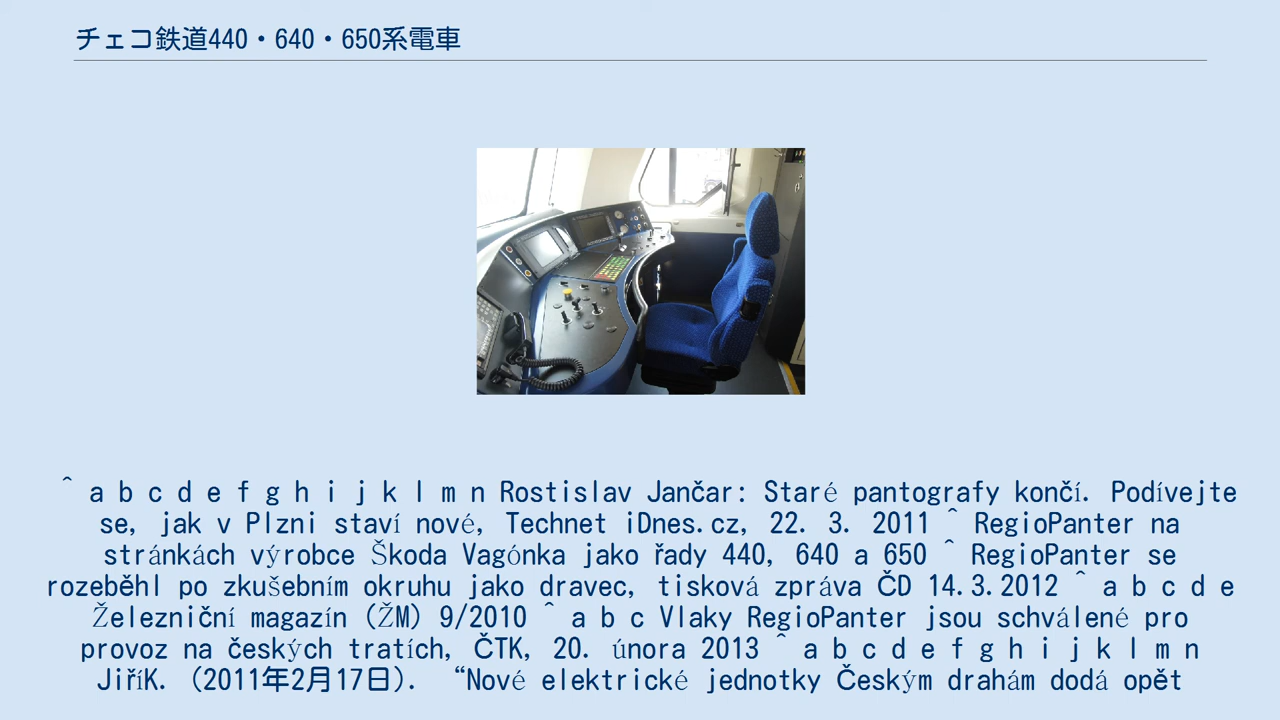 チェコ鉄道440・640・650系電車
^ a b c d e f g h i j k l m n Rostislav Jančar: Staré pantografy končí. Podívejte
se, jak v Plzni staví nové, Technet iDnes.cz, 22. 3. 2011 ^ RegioPanter na
stránkách výrobce Škoda Vagónka jako řady 440, 640 a 650 ^ RegioPanter se
rozeběhl po zkušebním okruhu jako dravec, tisková zpráva ČD 14.3.2012 ^ a b c d e
Železniční magazín (ŽM) 9/2010 ^ a b c Vlaky RegioPanter jsou schválené pro
provoz na českých tratích, ČTK, 20. února 2013 ^ a b c d e f g h i j k l m n
JiříK. (2011年2月17日). “Nové elektrické jednotky Českým drahám dodá opět